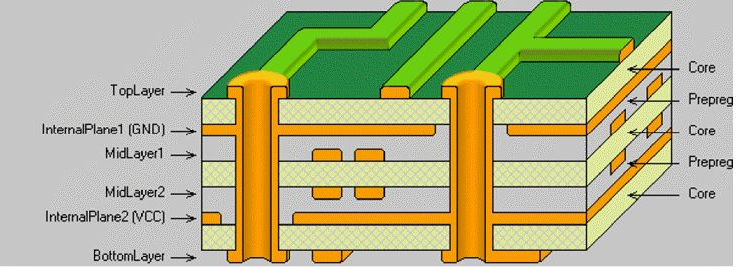 TopLayer
InternalPlane1 (GND)
MidLayer1
MidLayer2
InternalPlane2 (VCC)
BottomLayer
Core
Prepreg
Core
Prepreg
Core